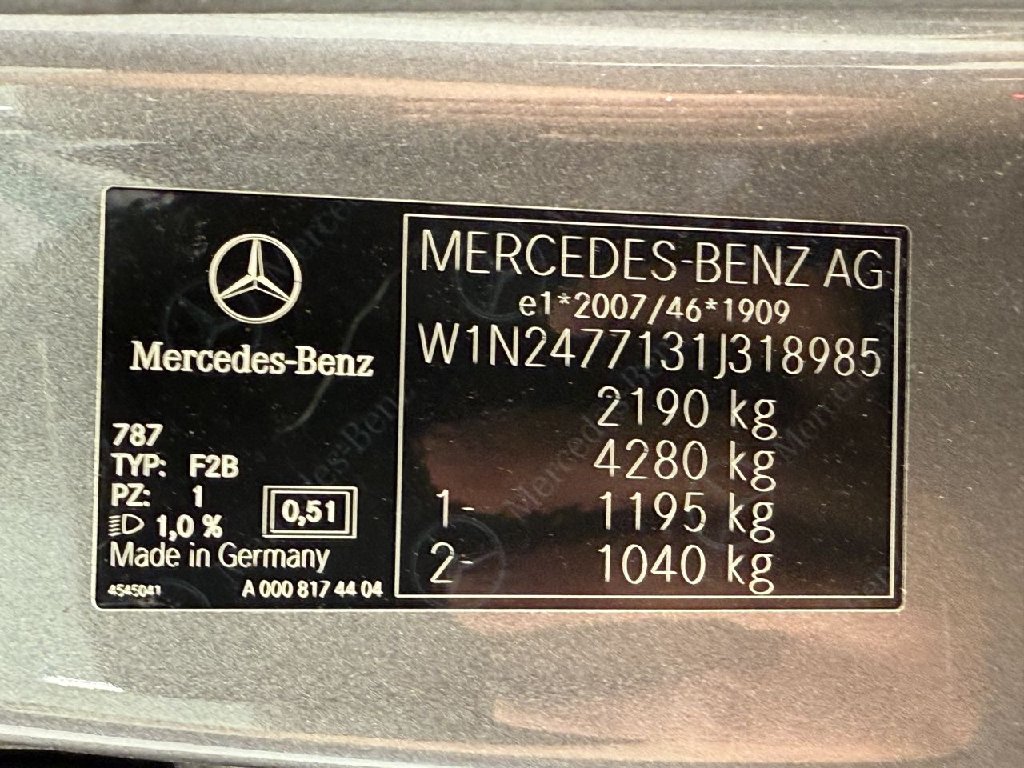 Mercedes-Benz
787
TYP: F2B
PZ: 1
1,0 %
0,51
Made in Germany
4545041
A 000 817 44 04
MERCEDES-BENZ AG
e1*2007/46*1909
W1N2477131J318985
2190 kg
4280 kg
1- 1195 kg
2- 1040 kg